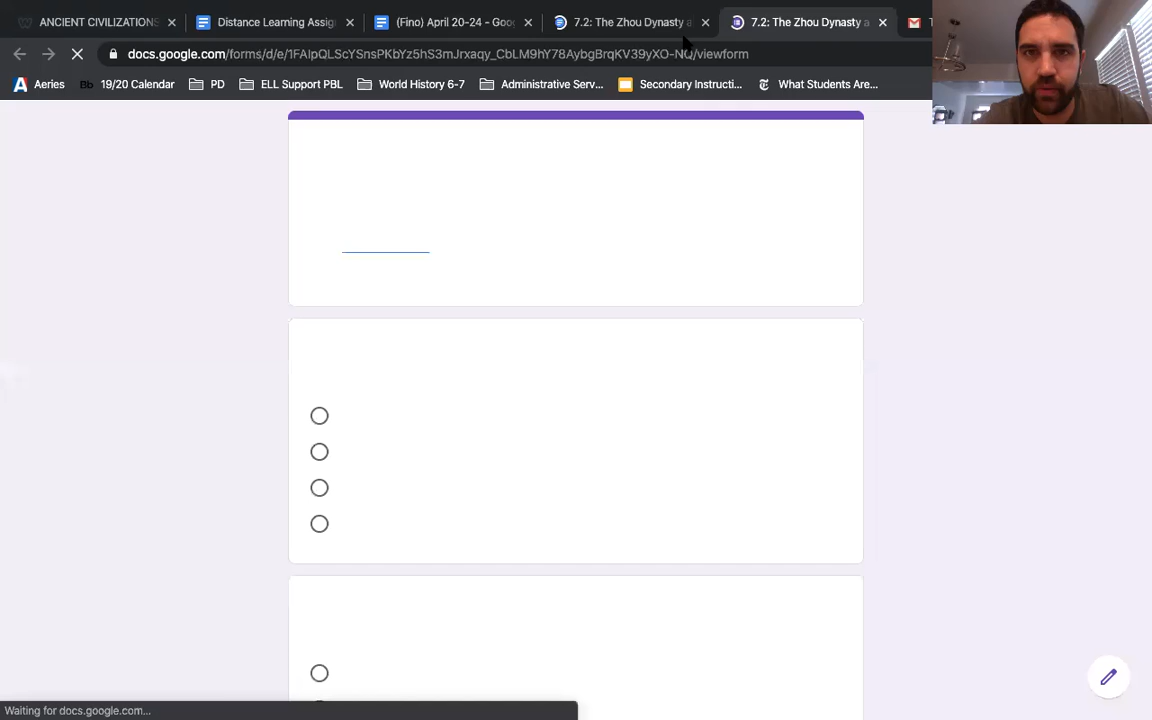 ANCIENT CIVILIZATIONS
Distance Learning Assig
(Fino) April 20-24 - Goo
7.2: The Zhou Dynasty a
7.2: The Zhou Dynasty a
docs.google.com/forms/d/e/1FAIpQLScYSnsPKbYz5hS3mJrxaqy_CbLM9hY78AybgBrqKV39yXO-NQ/viewform
Aeries
Bb 19/20 Calendar
PD
ELL Support PBL
World History 6-7
Administrative Serv...
Secondary Instructi...
What Students Are...
Waiting for docs.google.com...